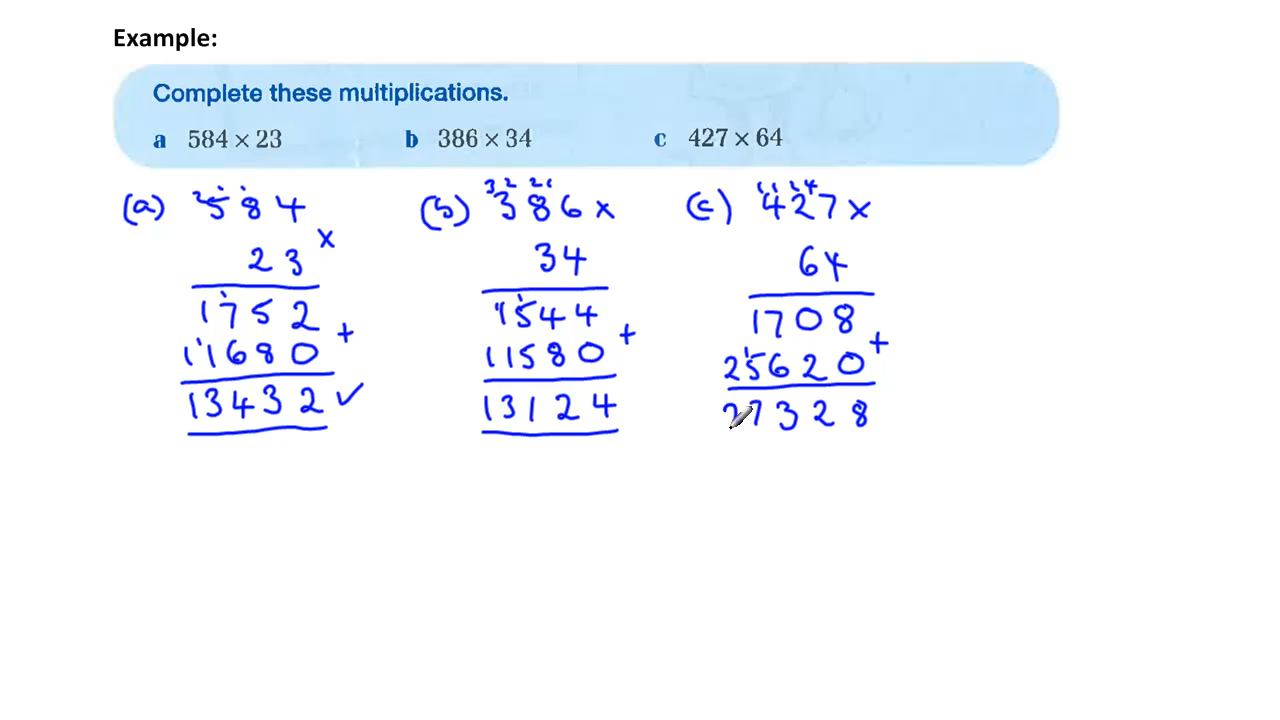 Example:
Complete these multiplications.
a 584 × 23 b 386 × 34 c 427 × 64
(a) 584 ×
23
1752 +
11680
13432 ✓
(b) 386 ×
34
1544 +
11580
13124
(c) 427 ×
64
1708 +
25620
27328